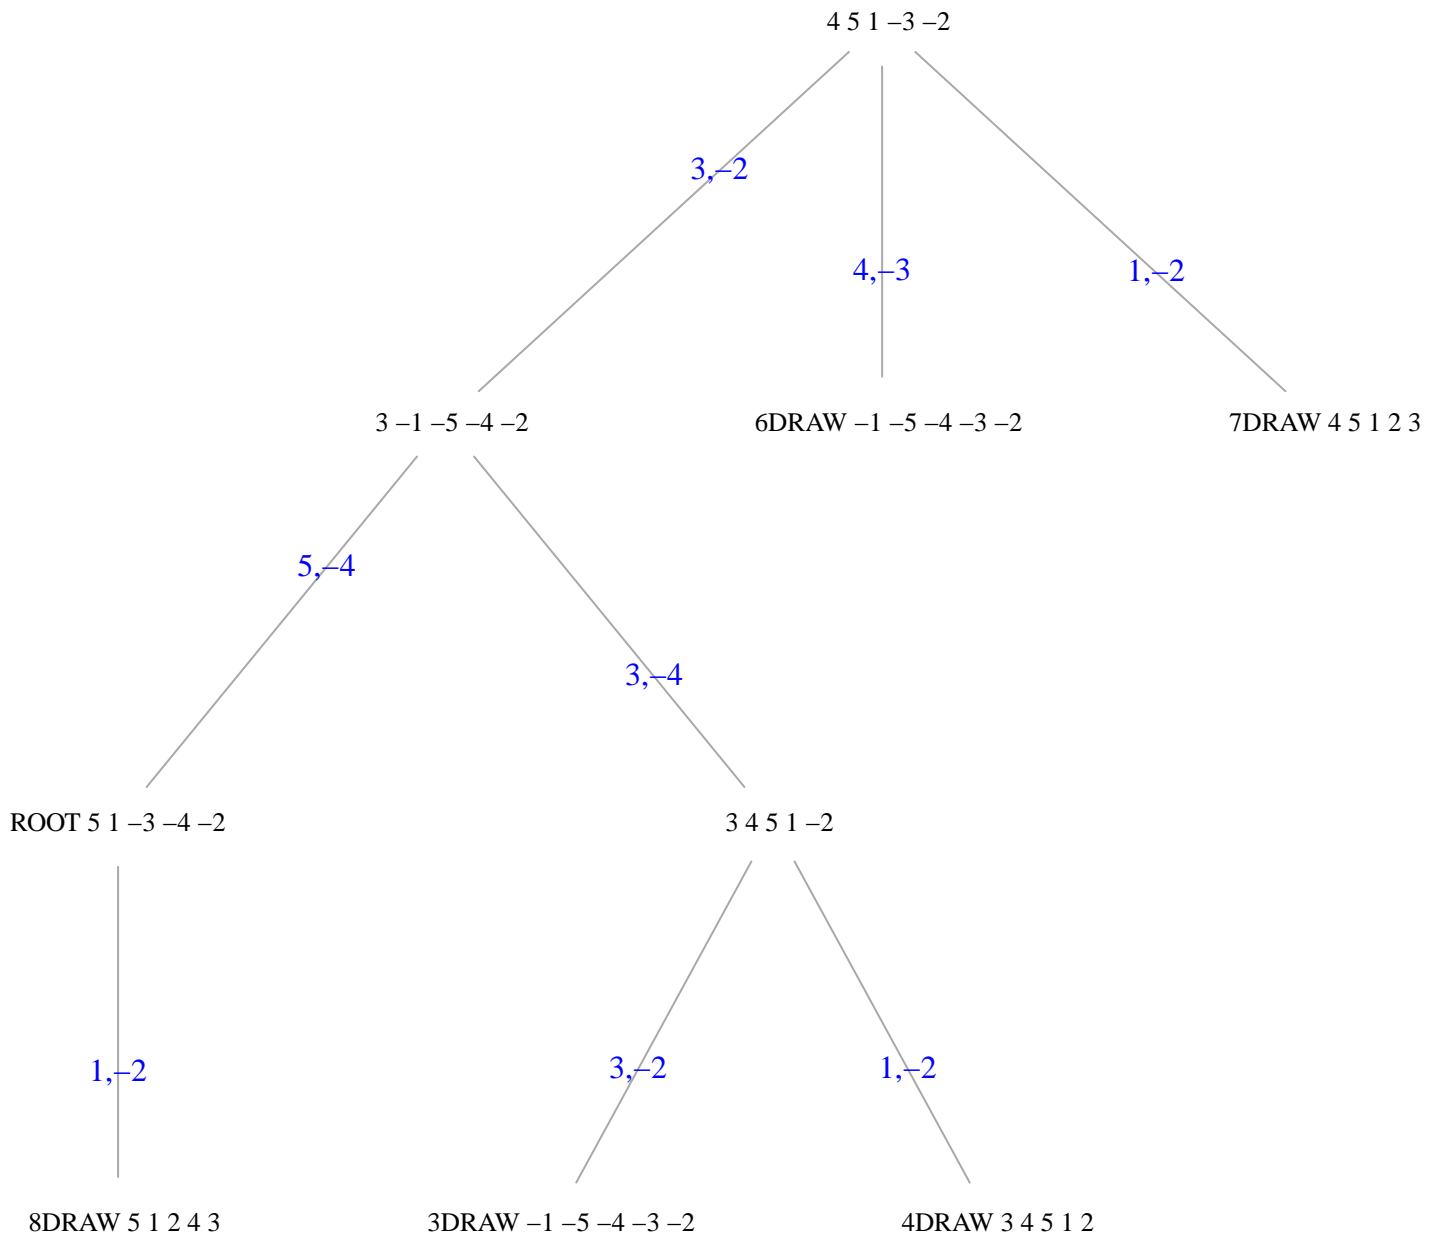 4 5 1 –3 –2
3,–2
4,–3
1,–2
3 –1 –5 –4 –2
6DRAW –1 –5 –4 –3 –2
7DRAW 4 5 1 2 3
5,–4
3,–4
ROOT 5 1 –3 –4 –2
3 4 5 1 –2
1,–2
3,–2
1,–2
8DRAW 5 1 2 4 3
3DRAW –1 –5 –4 –3 –2
4DRAW 3 4 5 1 2